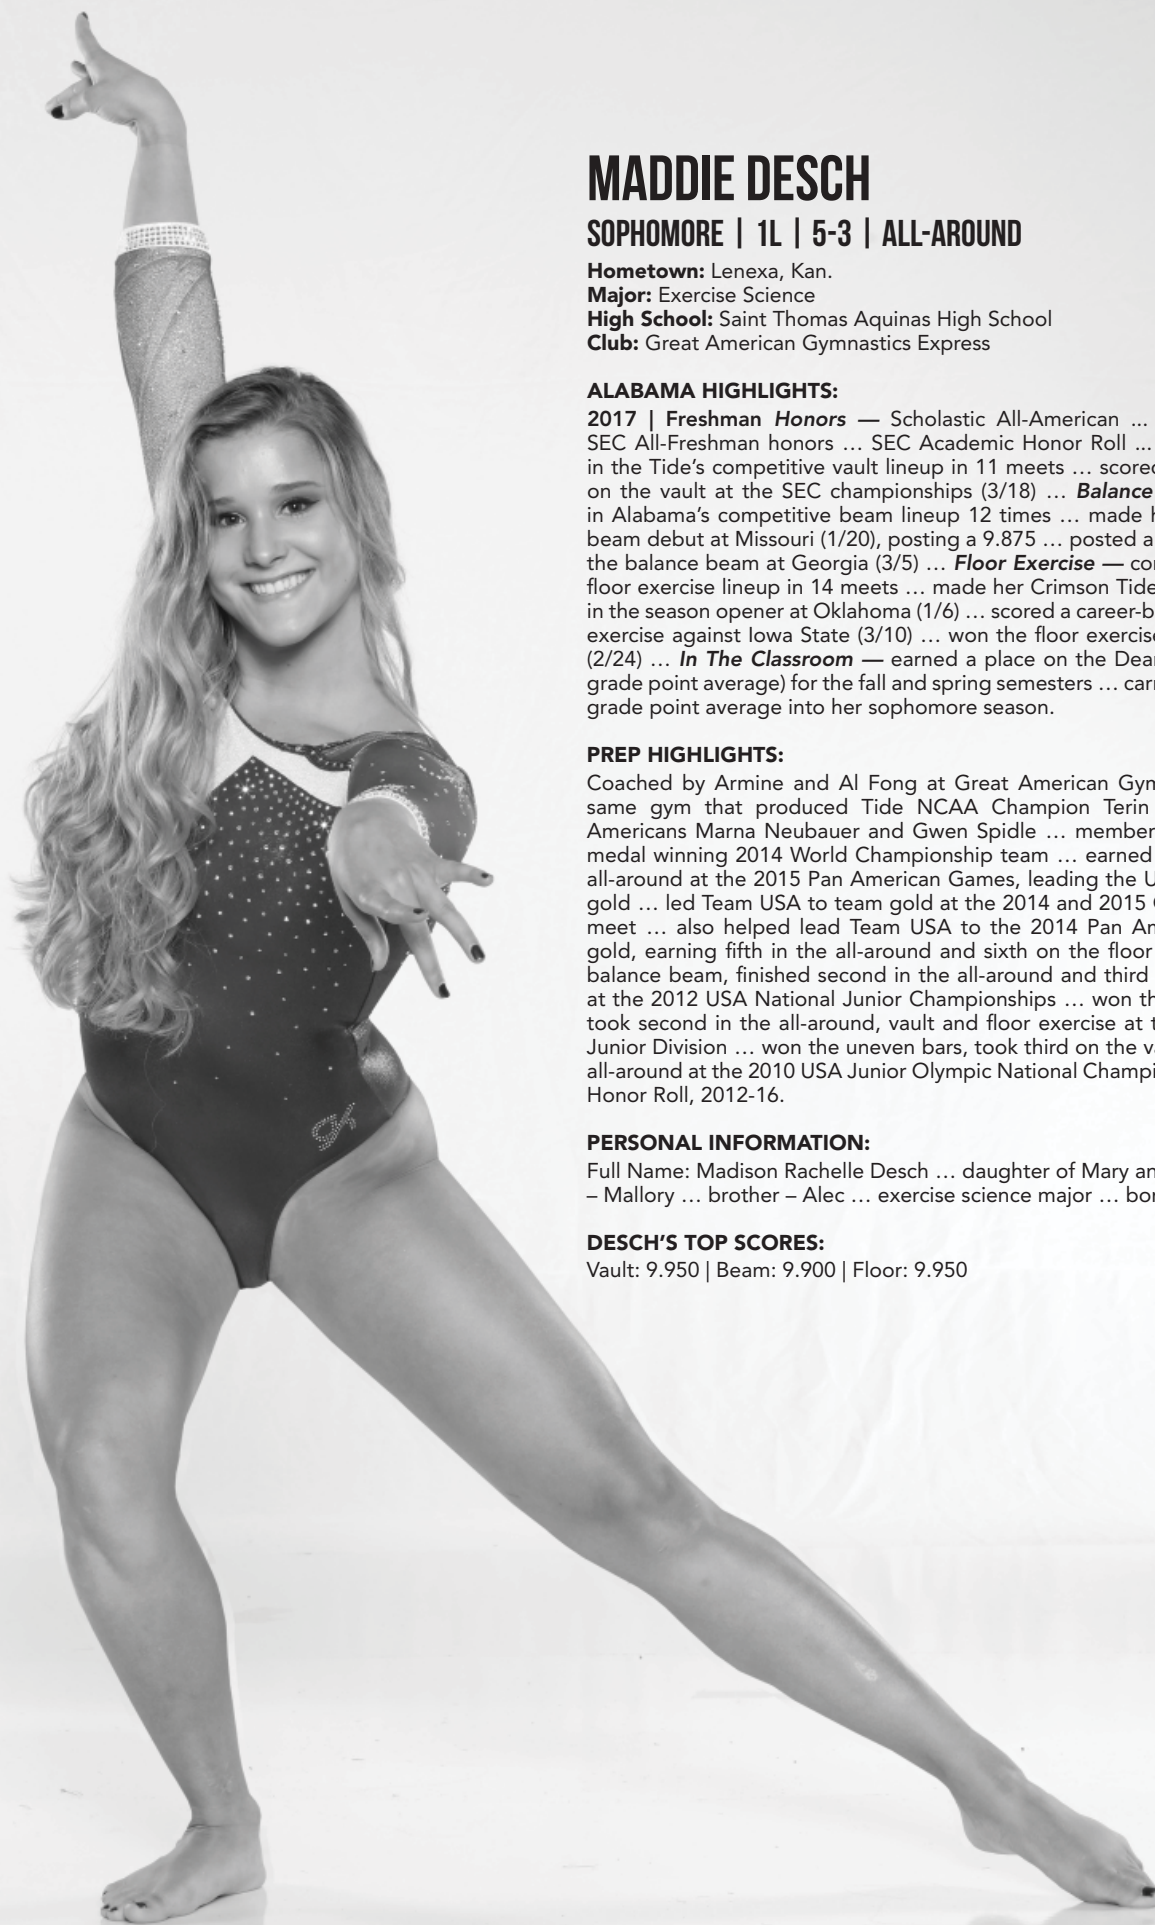 MADDIE DESCH
SOPHOMORE | 1L | 5-3 | ALL-AROUND
Hometown: Lenexa, Kan.
Major: Exercise Science
High School: Saint Thomas Aquinas High School
Club: Great American Gymnastics Express
ALABAMA HIGHLIGHTS:
2017 | Freshman Honors — Scholastic All-American ...
SEC All-Freshman honors … SEC Academic Honor Roll ...
in the Tide’s competitive vault lineup in 11 meets … scored
on the vault at the SEC championships (3/18) … Balance
in Alabama’s competitive beam lineup 12 times … made
beam debut at Missouri (1/20), posting a 9.875 … posted a
the balance beam at Georgia (3/5) … Floor Exercise —
floor exercise lineup in 14 meets … made her Crimson Tide
in the season opener at Oklahoma (1/6) … scored a career-b
exercise against Iowa State (3/10) … won the floor exercise
(2/24) … In The Classroom — earned a place on the Dea
grade point average) for the fall and spring semesters …
grade point average into her sophomore season.
PREP HIGHLIGHTS:
Coached by Armine and Al Fong at Great American Gym
same gym that produced Tide NCAA Champion Terin
Americans Marna Neubauer and Gwen Spidle … member
medal winning 2014 World Championship team … earned
all-around at the 2015 Pan American Games, leading the U
gold … led Team USA to team gold at the 2014 and 2015
meet … also helped lead Team USA to the 2014 Pan Am
gold, earning fifth in the all-around and sixth on the floor
balance beam, finished second in the all-around and third
at the 2012 USA National Junior Championships … won th
took second in the all-around, vault and floor exercise at
Junior Division … won the uneven bars, took third on the v
all-around at the 2010 USA Junior Olympic National Champi
Honor Roll, 2012-16.
PERSONAL INFORMATION:
Full Name: Madison Rachelle Desch … daughter of Mary an
– Mallory … brother – Alec … exercise science major … bor
DESCH’S TOP SCORES:
Vault: 9.950 | Beam: 9.900 | Floor: 9.950
GK